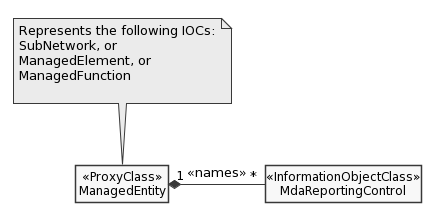 Represents the following IOCs:
SubNetwork, or
ManagedElement, or
ManagedFunction
«ProxyClass»
ManagedEntity
1 «names» *
«InformationObjectClass»
MdaReportingControl